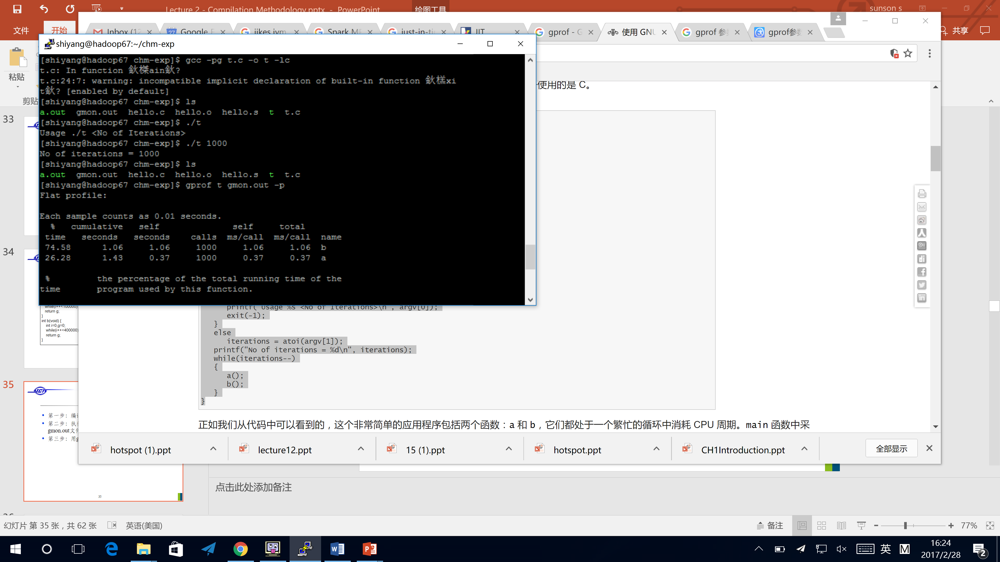 Lecture 2 - Compilation Methodology.pptx - PowerPoint
绘图工具
sunson s
文件
开始
共享
Google
jikes jvm
gprof - G
使用 GNU
gprof
gprof参数
shiyang@hadoop67:~/chm-exp
粘贴
[shiyang@hadoop67 chm-exp]$ gcc -pg t.c -o t -lc
t.c: In function 鈥榤ain鈥?
t.c:24:7: warning: incompatible implicit declaration of built-in function 鈥榚xi
t鈥? [enabled by default]
[shiyang@hadoop67 chm-exp]$ ls
a.out gmon.out hello.c hello.o hello.s t t.c
[shiyang@hadoop67 chm-exp]$ ./t
Usage ./t <No of Iterations>
[shiyang@hadoop67 chm-exp]$ ./t 1000
No of iterations = 1000
[shiyang@hadoop67 chm-exp]$ ls
a.out gmon.out hello.c hello.o hello.s t t.c
[shiyang@hadoop67 chm-exp]$ gprof t gmon.out -p
Flat profile:
Each sample counts as 0.01 seconds.
% cumulative self self total
time seconds seconds calls ms/call ms/call name
74.58 1.06 1.06 1000 1.06 1.06 b
26.28 1.43 0.37 1000 0.37 0.37 a
% the percentage of the total running time of the
time program used by this function.
使用的是 C。
printf("Usage %s <No of Iterations>\n", argv[0]);
exit(-1);
}
else
iterations = atoi(argv[1]);
printf("No of iterations = %d\n", iterations);
while(iterations--)
{
a();
b();
}
}
正如我们从代码中可以看到的，这个非常简单的应用程序包括两个函数：a 和 b，它们都处于一个繁忙的循环中消耗 CPU 周期。main 函数中采
33
34
while(i++<100000)
return g;
}
int b(void) {
int i=0,g=0;
while(i++<400000)
return g;
}
35
第一步：编
第二步：执
gmon.out文件
第三步：用g
35
hotspot (1).ppt
lecture12.ppt
15 (1).ppt
hotspot.ppt
CH1Introduction.ppt
全部显示
点击此处添加备注
幻灯片 第 35 张，共 62 张
英语(美国)
备注
77%
英
M
16:24
2017/2/28
2